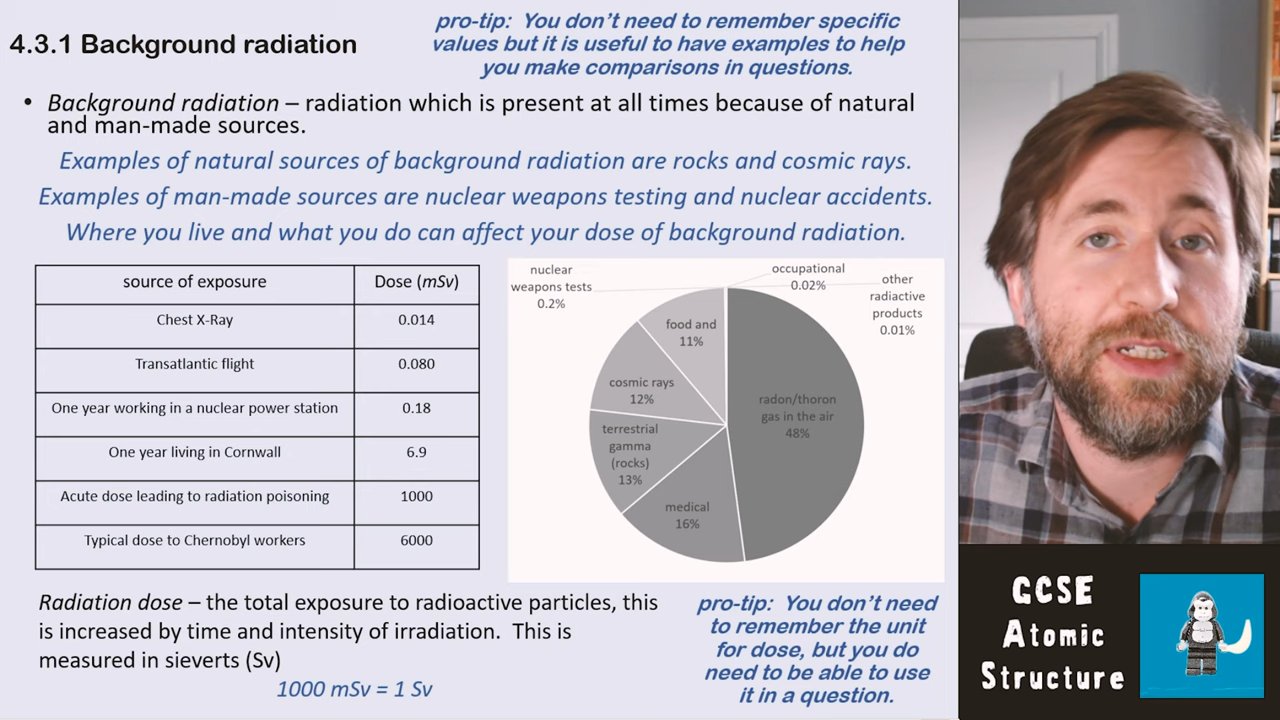 4.3.1 Background radiation
pro-tip: You don't need to remember specific
values but it is useful to have examples to help
you make comparisons in questions.
• Background radiation – radiation which is present at all times because of natural
and man-made sources.
Examples of natural sources of background radiation are rocks and cosmic rays.
Examples of man-made sources are nuclear weapons testing and nuclear accidents.
Where you live and what you do can affect your dose of background radiation.
source of exposure Dose (mSv)
Chest X-Ray 0.014
Transatlantic flight 0.080
One year working in a nuclear power station 0.18
One year living in Cornwall 6.9
Acute dose leading to radiation poisoning 1000
Typical dose to Chernobyl workers 6000
nuclear
weapons tests
0.2%
occupational
0.02%
other
radiactive
products
0.01%
food and
11%
cosmic rays
12%
terrestrial
gamma
(rocks)
13%
medical
16%
radon/thoron
gas in the air
48%
Radiation dose – the total exposure to radioactive particles, this
is increased by time and intensity of irradiation. This is
measured in sieverts (Sv)
1000 mSv = 1 Sv
pro-tip: You don't need
to remember the unit
for dose, but you do
need to be able to use
it in a question.
GCSE
Atomic
Structure